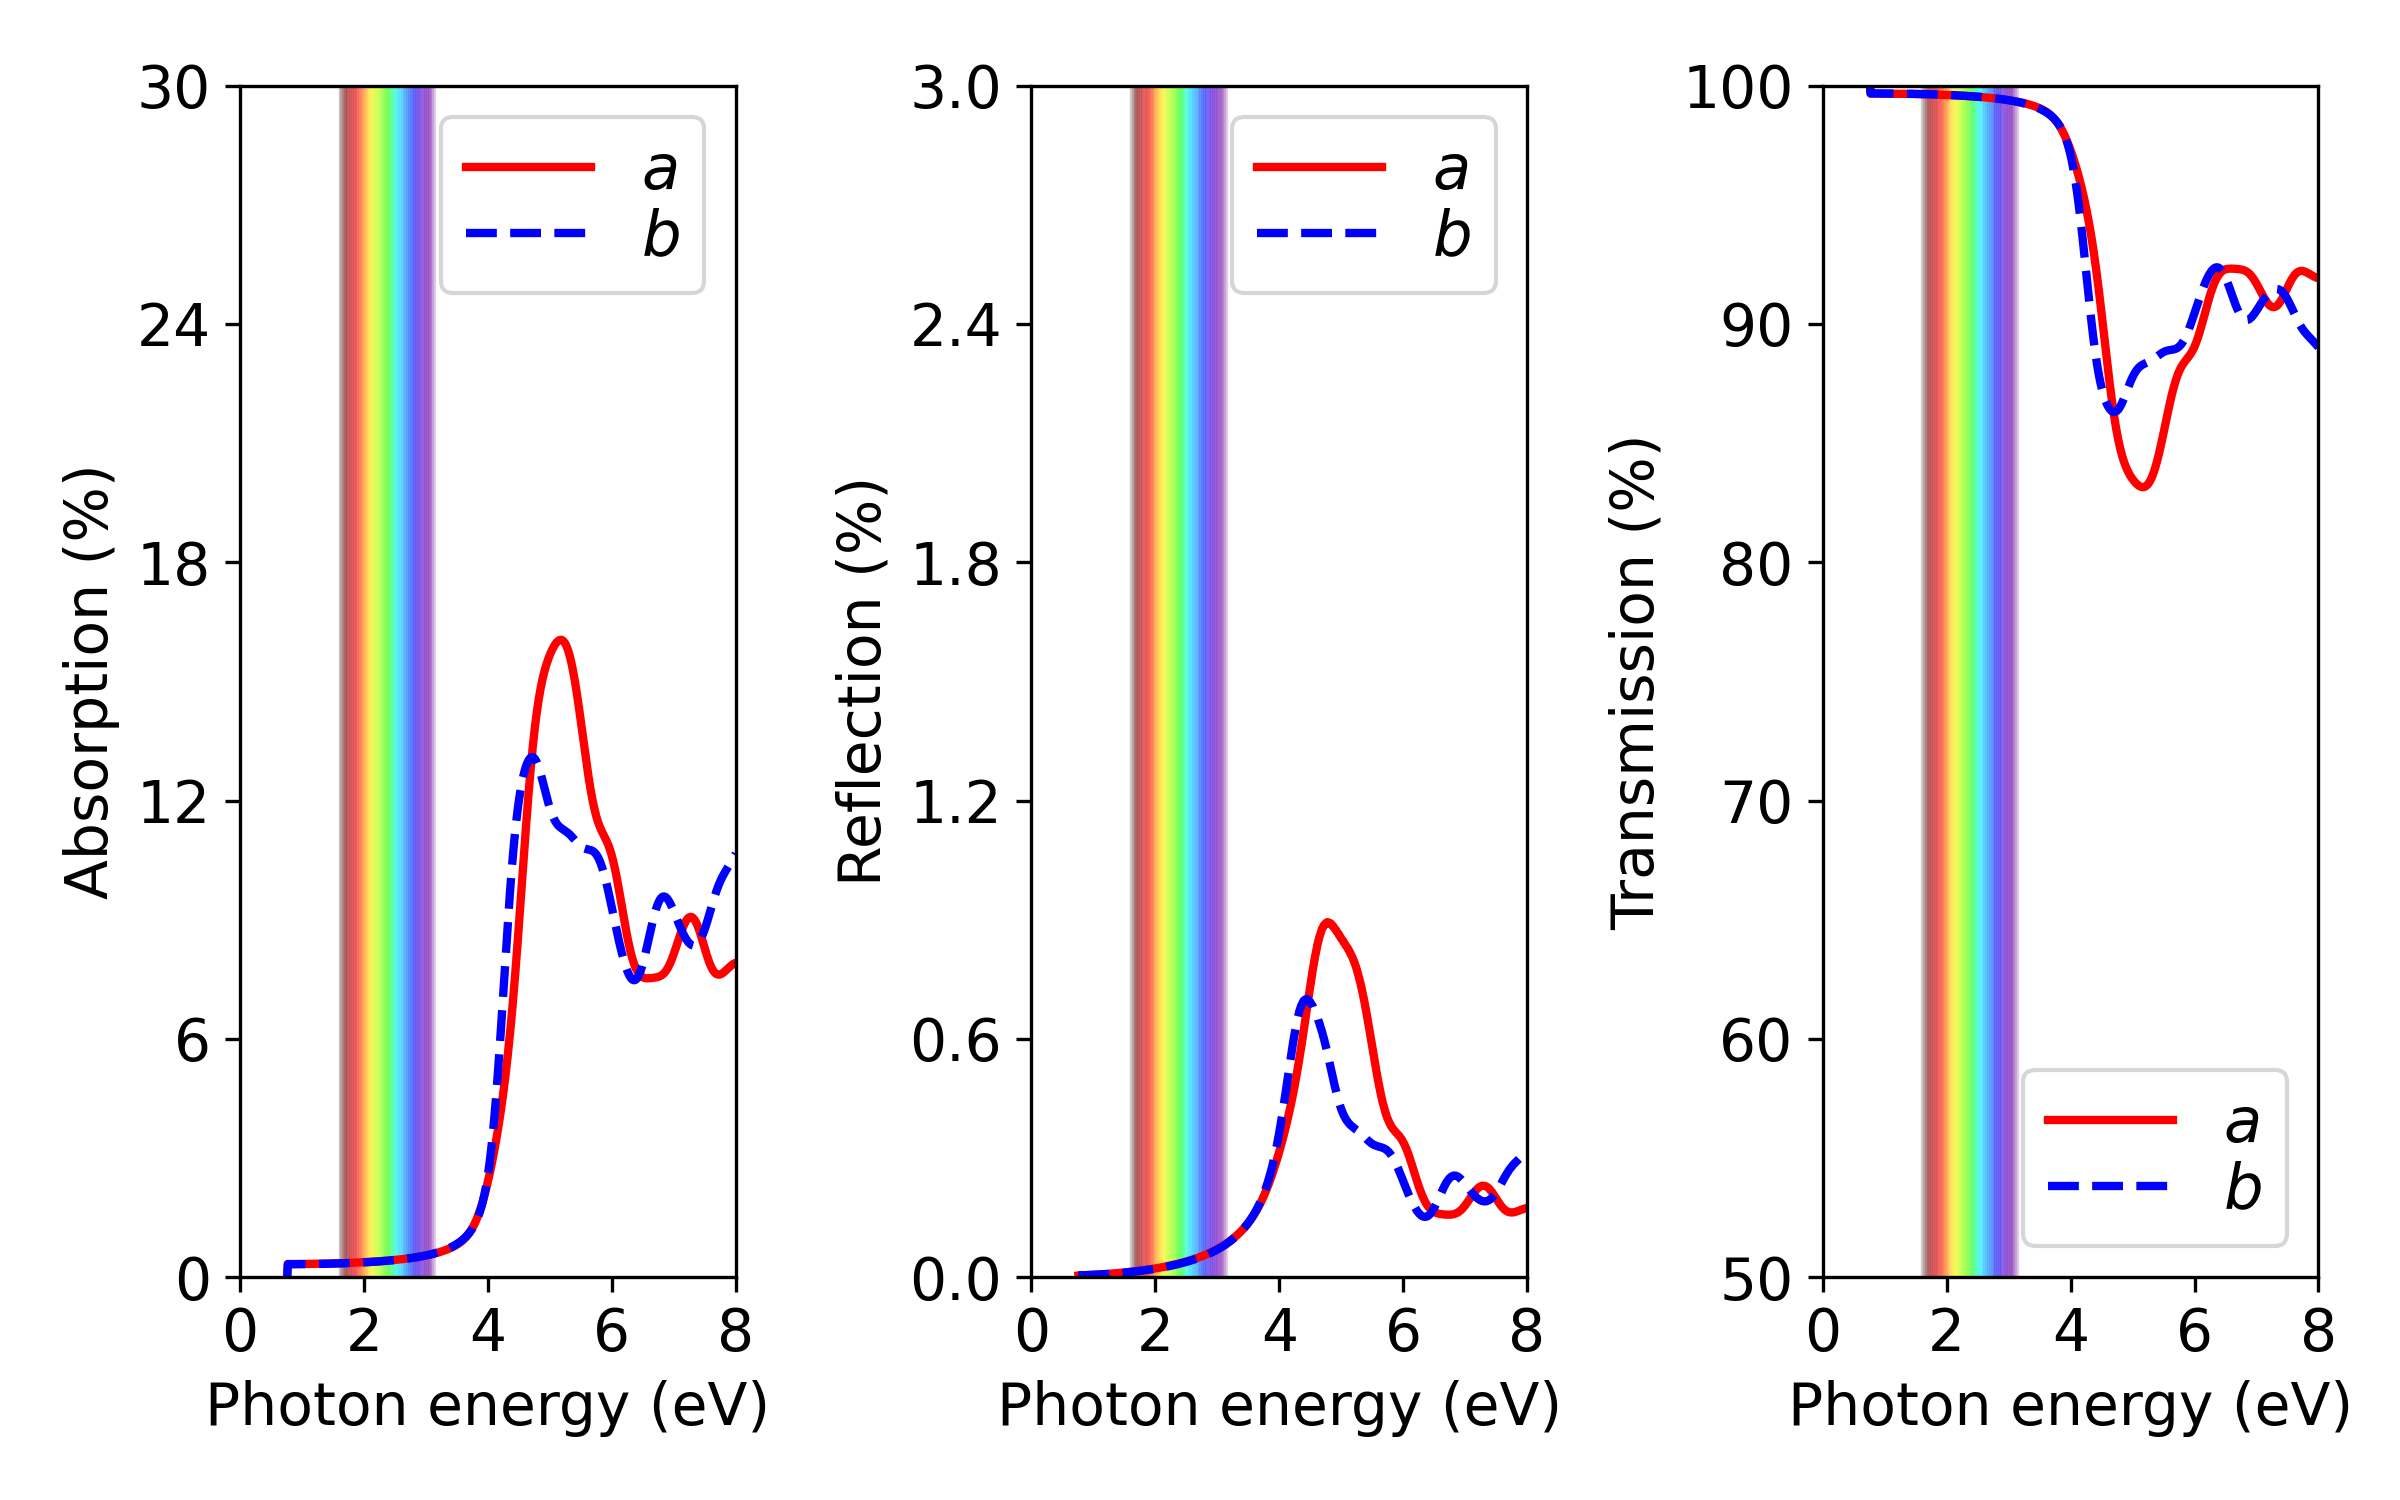 30
24
18
12
6
0
0 2 4 6 8
Absorption (%)
Photon energy (eV)
a
b
3.0
2.4
1.8
1.2
0.6
0.0
0 2 4 6 8
Reflection (%)
Photon energy (eV)
a
b
100
90
80
70
60
50
0 2 4 6 8
Transmission (%)
Photon energy (eV)
a
b